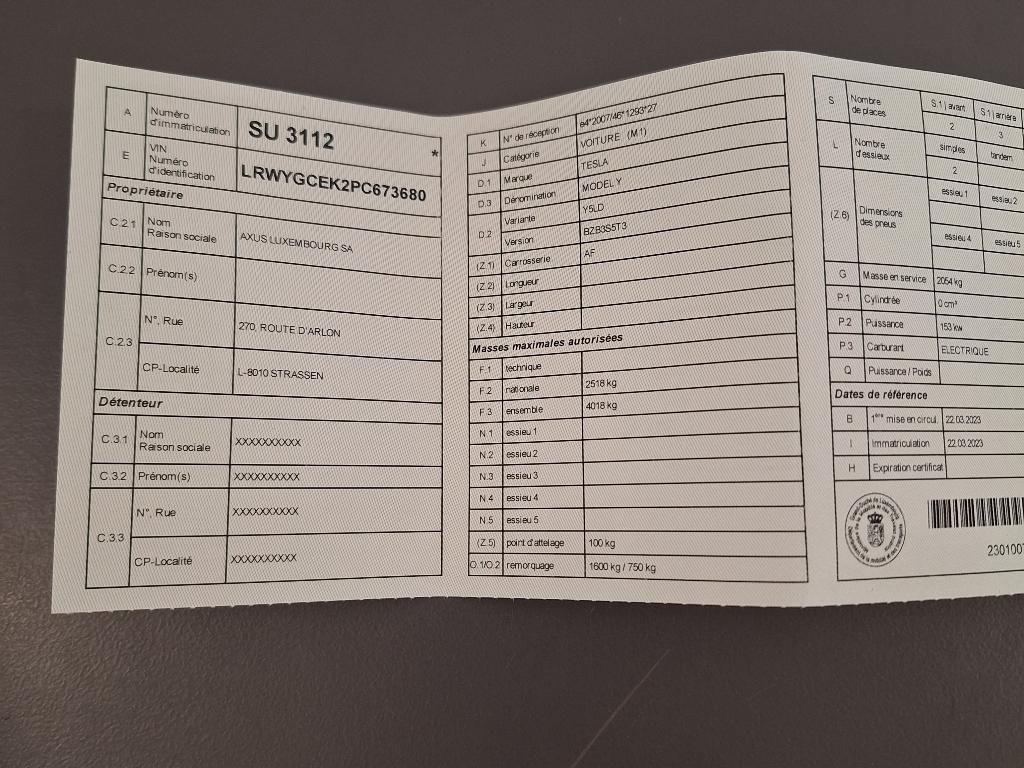 A Numéro d'immatriculation SU 3112 *
E VIN Numéro d'identification LRWYGCEK2PC673680
Propriétaire
C.2.1 Nom Raison sociale AXUS LUXEMBOURG SA
C.2.2 Prénom(s)
C.2.3 N°, Rue 270, ROUTE D'ARLON
CP-Localité L-8010 STRASSEN
Détenteur
C.3.1 Nom Raison sociale XXXXXXXXXX
C.3.2 Prénom(s) XXXXXXXXXX
C.3.3 N°, Rue XXXXXXXXXX
CP-Localité XXXXXXXXXX
K N° de réception e4*2007/46*1293*27
J Catégorie VOITURE (M1)
D.1 Marque TESLA
D.3 Dénomination MODEL Y
D.2 Variante Y5LD
Version BZB3S5T3
(Z.1) Carrosserie AF
(Z.2) Longueur
(Z.3) Largeur
(Z.4) Hauteur
Masses maximales autorisées
F.1 technique
F.2 nationale 2518 kg
F.3 ensemble 4018 kg
N.1 essieu 1
N.2 essieu 2
N.3 essieu 3
N.4 essieu 4
N.5 essieu 5
(Z.5) point d'attelage 100 kg
O.1/O.2 remorquage 1600 kg / 750 kg
S Nombre de places S.1 | avant S.1 | arrière
2 3
L Nombre d'essieux simples tandem
2
(Z.6) Dimensions des pneus essieu 1 essieu 2
essieu 4 essieu 5
G Masse en service 2054 kg
P.1 Cylindrée 0 cm³
P.2 Puissance 153 kw
P.3 Carburant ELECTRIQUE
Q Puissance / Poids
Dates de référence
B 1ère mise en circul. 22.03.2023
I Immatriculation 22.03.2023
H Expiration certificat
230100